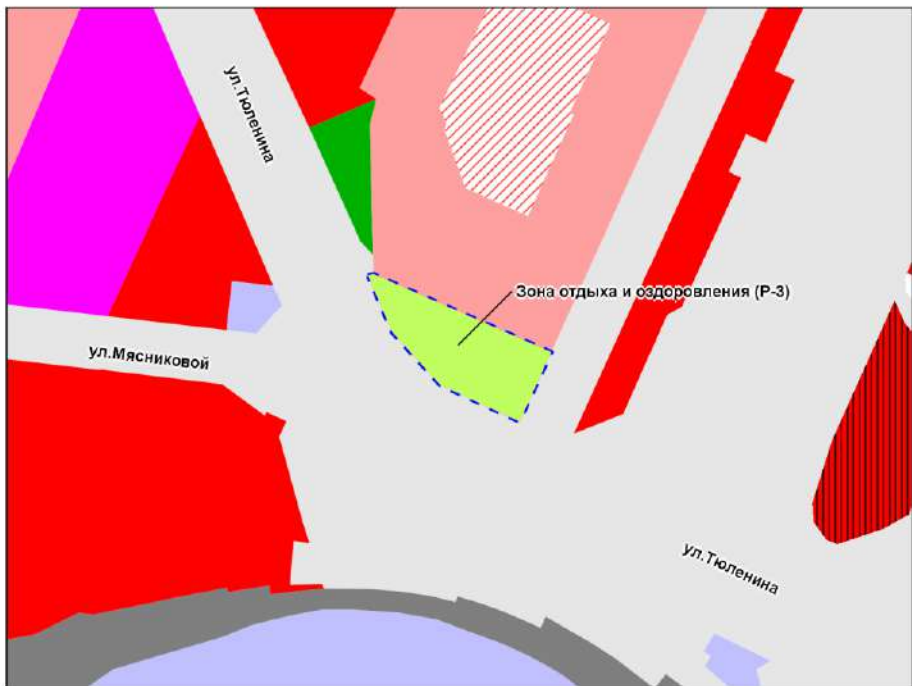 ул.Тюленина
Зона отдыха и оздоровления (Р-3)
ул.Мясниковой
ул.Тюленина